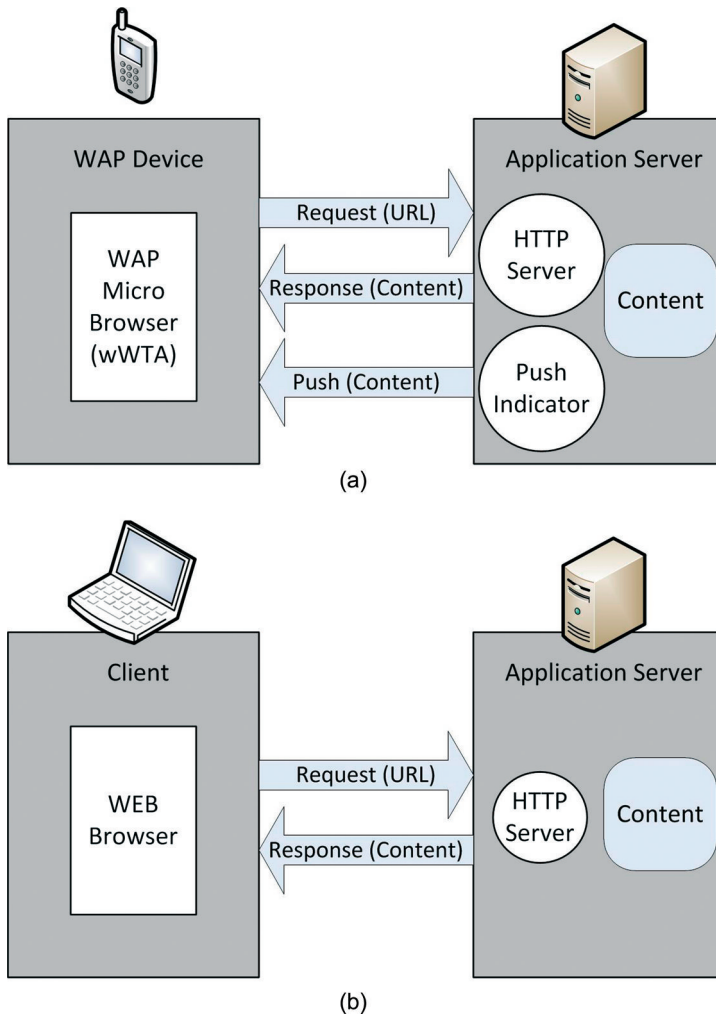 WAP Device
Application Server
WAP
Micro
Browser
(wWTA)
Request (URL)
Response (Content)
Push (Content)
HTTP
Server
Content
Push
Indicator
(a)
Client
Application Server
WEB
Browser
Request (URL)
Response (Content)
HTTP
Server
Content
(b)